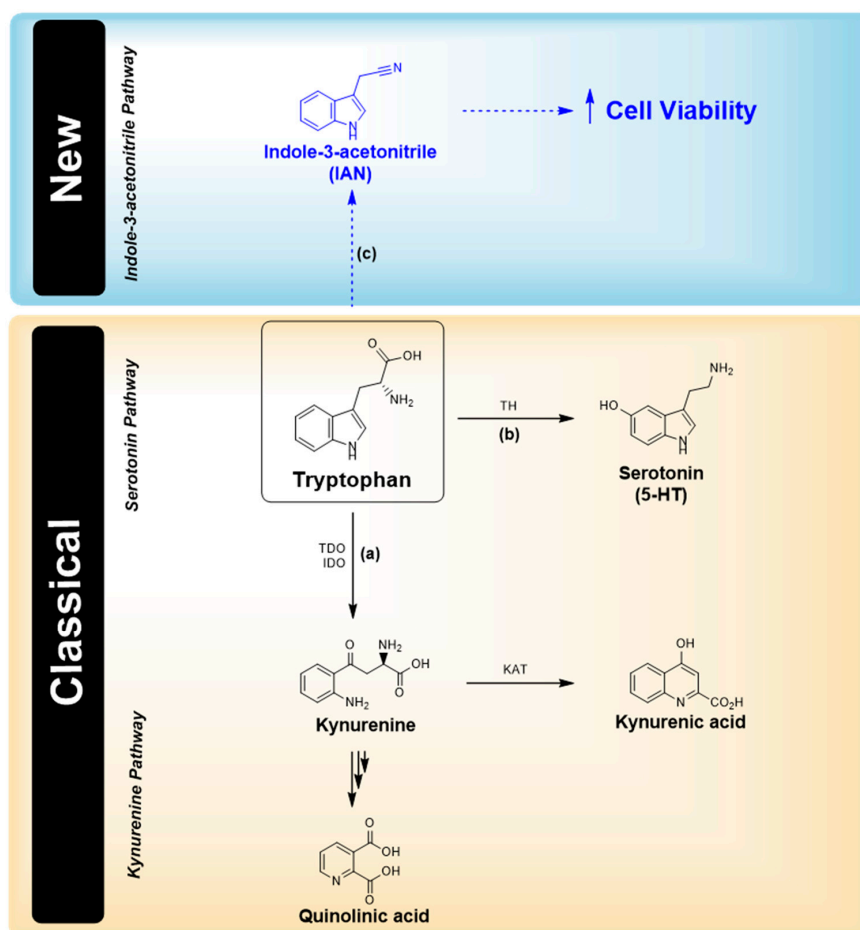 New
Indole-3-acetonitrile Pathway
N
N
H
Indole-3-acetonitrile
(IAN)
Cell Viability
(c)
Classical
Serotonin Pathway
O
OH
NH2
N
H
Tryptophan
TH
(b)
NH2
HO
N
H
Serotonin
(5-HT)
TDO
IDO
(a)
Kynurenine Pathway
O
NH2
OH
O
NH2
Kynurenine
KAT
OH
N
CO2H
Kynurenic acid
O
OH
OH
N
O
Quinolinic acid